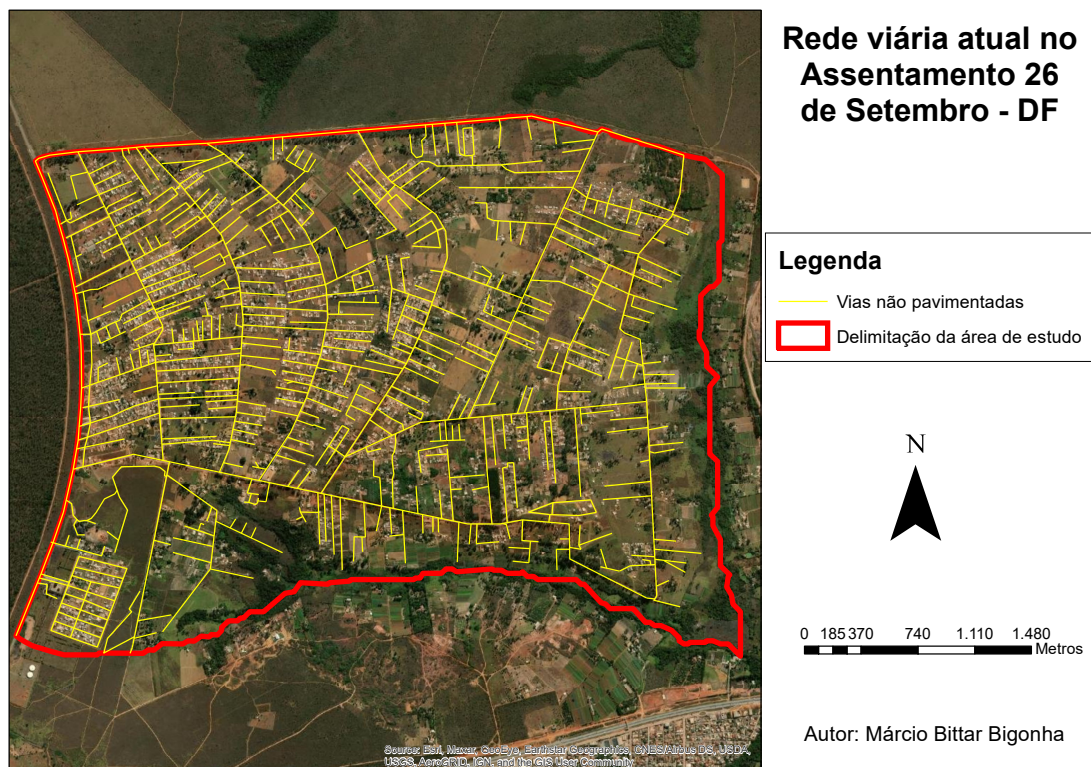 Rede viária atual no
Assentamento 26
de Setembro - DF
Legenda
Vias não pavimentadas
Delimitação da área de estudo
N
0 185 370 740 1.110 1.480
Metros
Autor: Márcio Bittar Bigonha
Source: Esri, Maxar, GeoEye, Earthstar Geographics, CNES/Airbus DS, USDA,
USGS, AeroGRID, IGN, and the GIS User Community